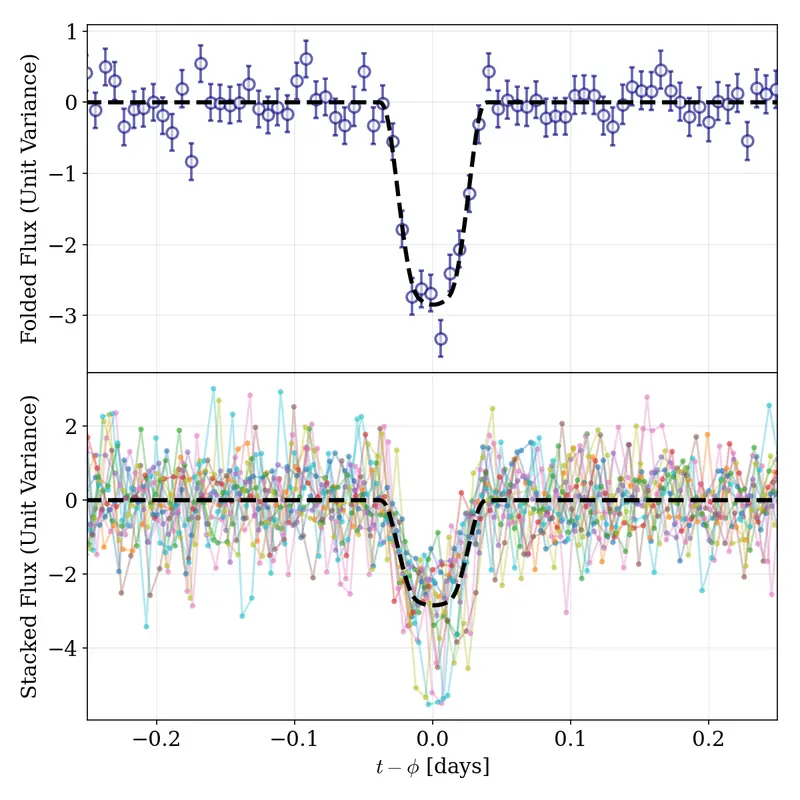 Folded Flux (Unit Variance)
1
0
−1
−2
−3
Stacked Flux (Unit Variance)
2
0
−2
−4
−0.2 −0.1 0.0 0.1 0.2
t − ϕ [days]